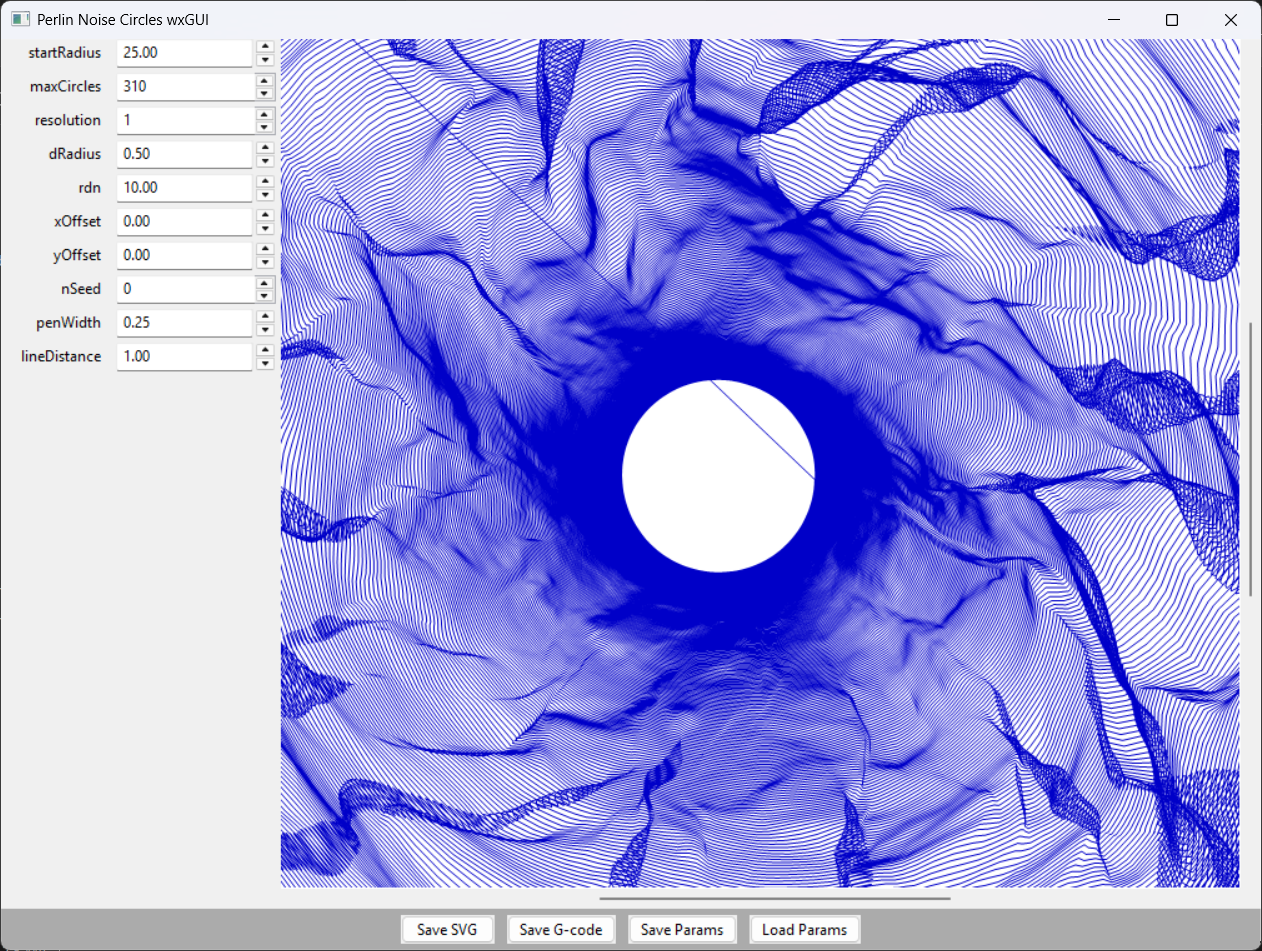 Perlin Noise Circles wxGUI
startRadius 25.00
maxCircles 310
resolution 1
dRadius 0.50
rdn 10.00
xOffset 0.00
yOffset 0.00
nSeed 0
penWidth 0.25
lineDistance 1.00
Save SVG Save G-code Save Params Load Params